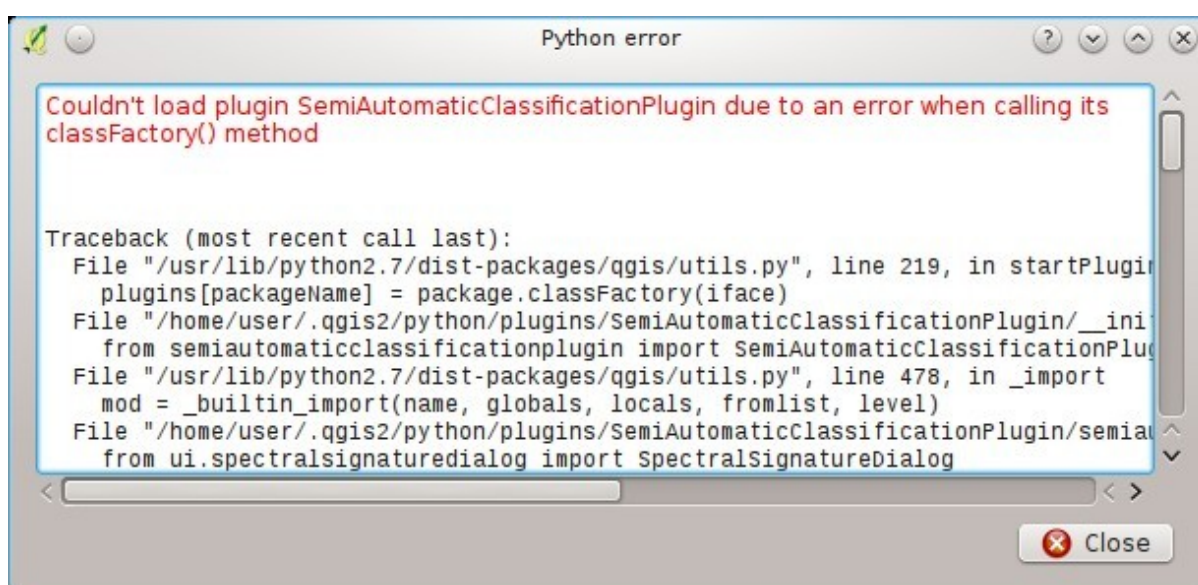 Python error
Couldn't load plugin SemiAutomaticClassificationPlugin due to an error when calling its
classFactory() method
Traceback (most recent call last):
  File "/usr/lib/python2.7/dist-packages/qgis/utils.py", line 219, in startPlugin
    plugins[packageName] = package.classFactory(iface)
  File "/home/user/.qgis2/python/plugins/SemiAutomaticClassificationPlugin/__ini
    from semiautomaticclassificationplugin import SemiAutomaticClassificationPlug
  File "/usr/lib/python2.7/dist-packages/qgis/utils.py", line 478, in _import
    mod = _builtin_import(name, globals, locals, fromlist, level)
  File "/home/user/.qgis2/python/plugins/SemiAutomaticClassificationPlugin/semiau
    from ui.spectralsignaturedialog import SpectralSignatureDialog
Close